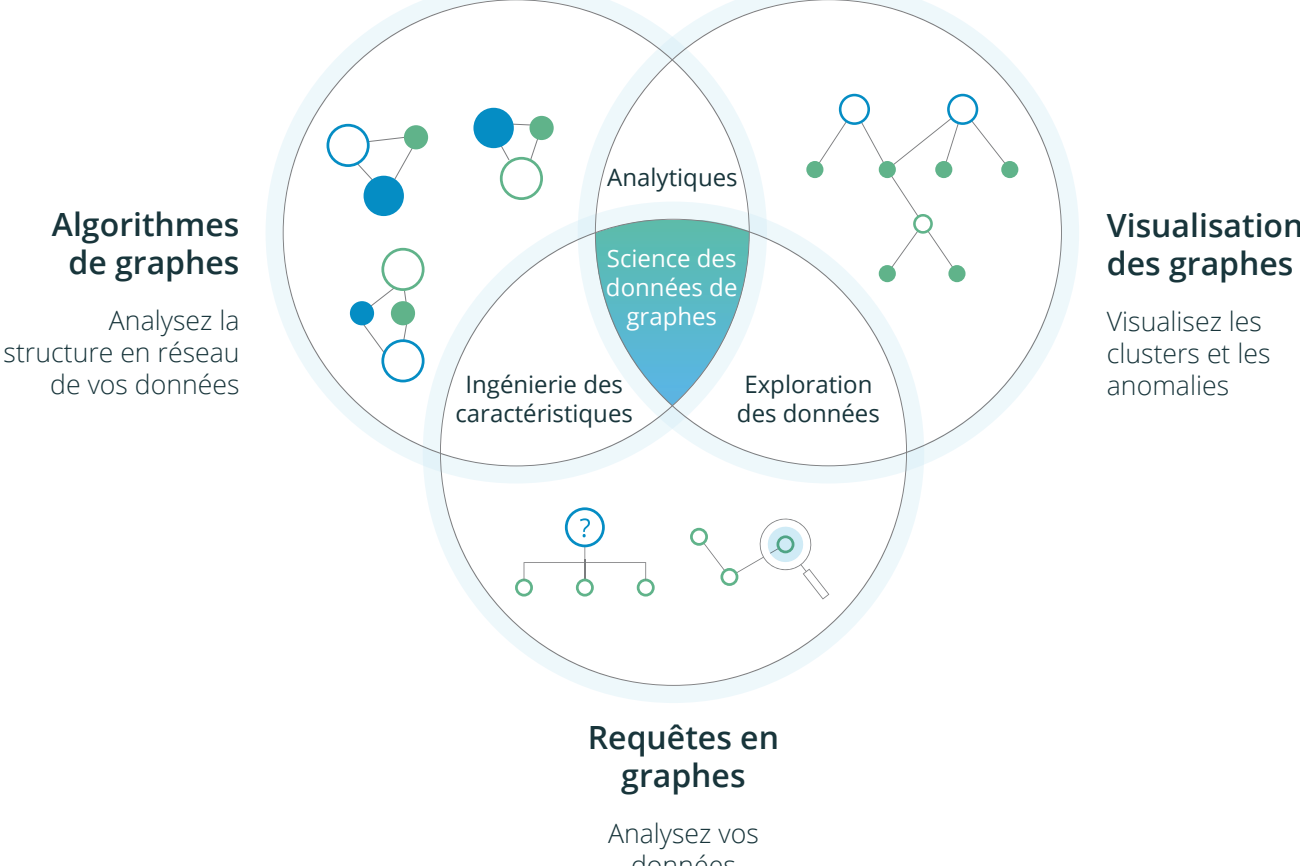 Analytiques
Algorithmes
de graphes
Analysez la
structure en réseau
de vos données
Science des
données de
graphes
Visualisation
des graphes
Visualisez les
clusters et les
anomalies
Ingénierie des
caractéristiques
Exploration
des données
?
Requêtes en
graphes
Analysez vos
données